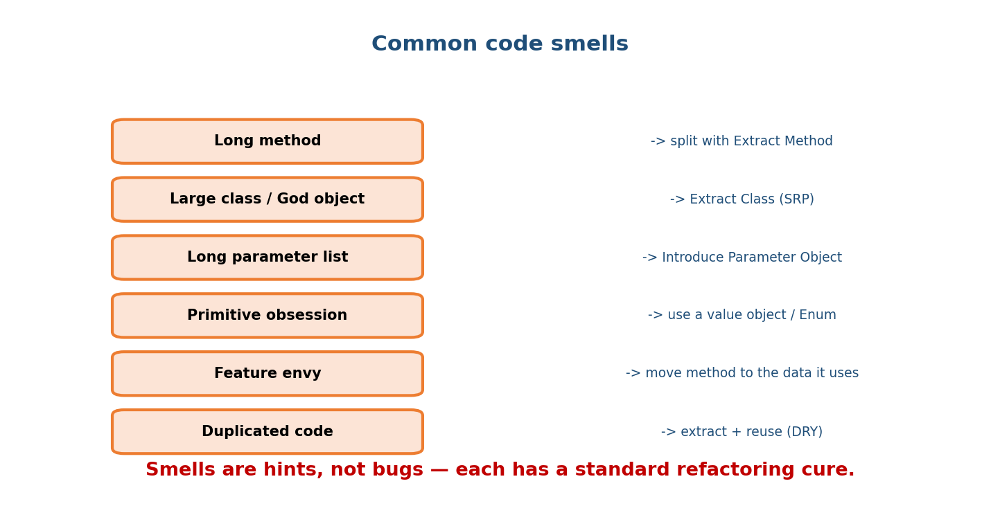 Common code smells
Long method
-> split with Extract Method
Large class / God object
-> Extract Class (SRP)
Long parameter list
-> Introduce Parameter Object
Primitive obsession
-> use a value object / Enum
Feature envy
-> move method to the data it uses
Duplicated code
-> extract + reuse (DRY)
Smells are hints, not bugs — each has a standard refactoring cure.